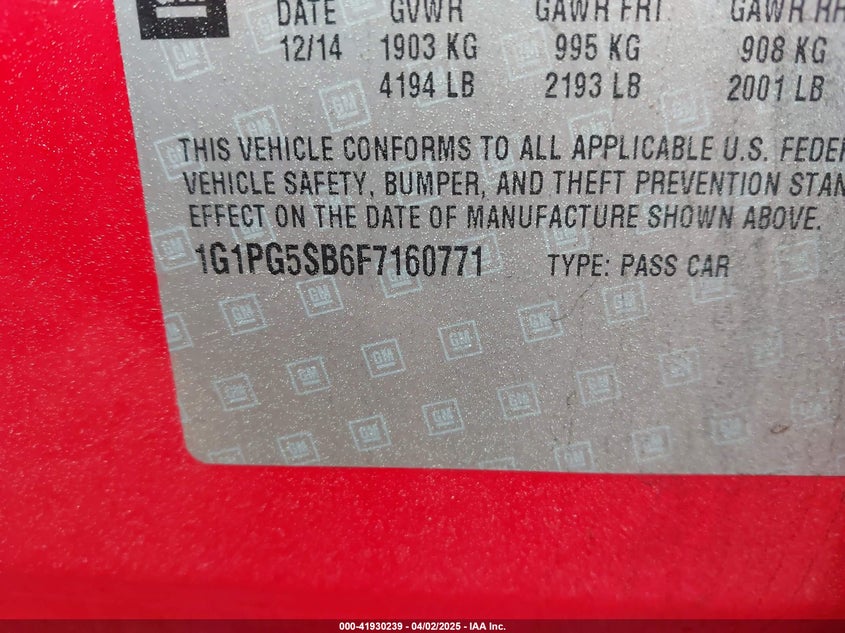 GM
DATE GVWR GAWR FRT GAWR RR
12/14 1903 KG 995 KG 908 KG
4194 LB 2193 LB 2001 LB
THIS VEHICLE CONFORMS TO ALL APPLICABLE U.S. FEDER
VEHICLE SAFETY, BUMPER, AND THEFT PREVENTION STAN
EFFECT ON THE DATE OF MANUFACTURE SHOWN ABOVE.
1G1PG5SB6F7160771 TYPE: PASS CAR
000-41930239 - 04/02/2025 - IAA Inc.